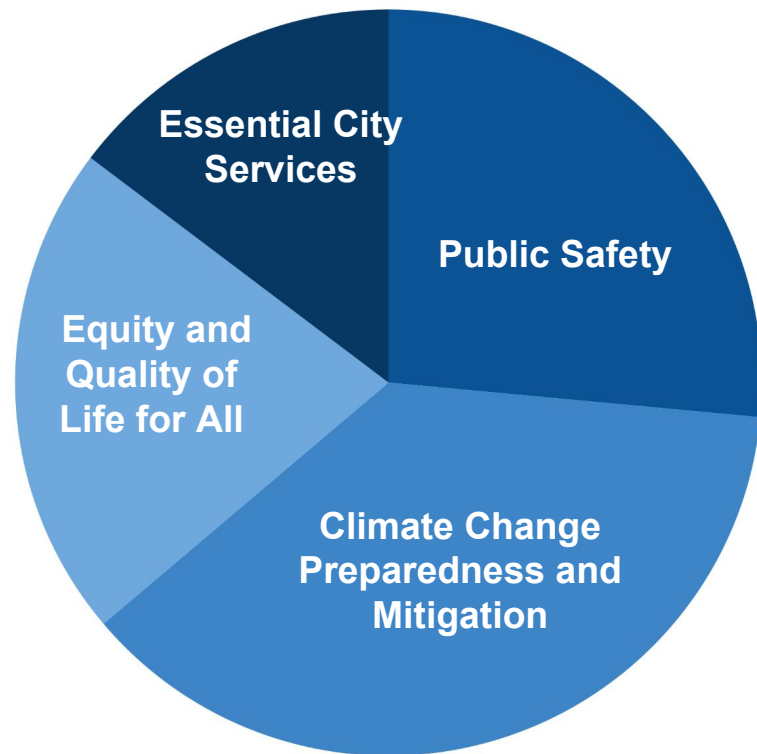 Essential City
Services
Public Safety
Equity and
Quality of
Life for All
Climate Change
Preparedness and
Mitigation